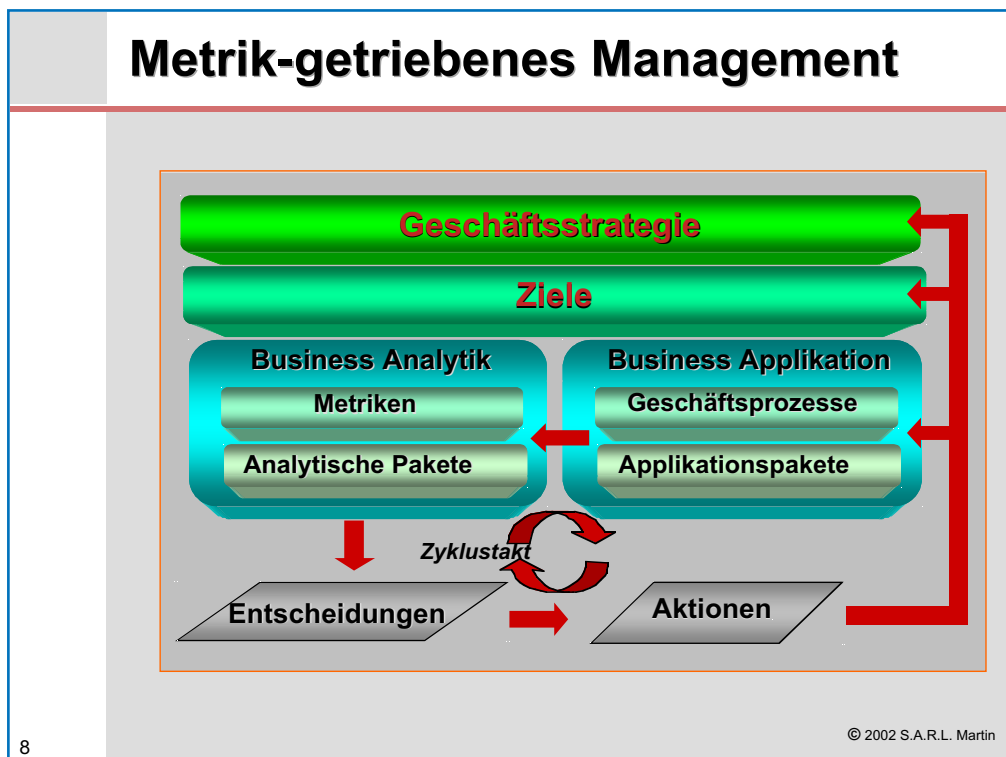 Metrik-getriebenes Management
Geschäftsstrategie
Ziele
Business Analytik
Metriken
Analytische Pakete
Business Applikation
Geschäftsprozesse
Applikationspakete
Zyklustakt
Entscheidungen
Aktionen
8
© 2002 S.A.R.L. Martin